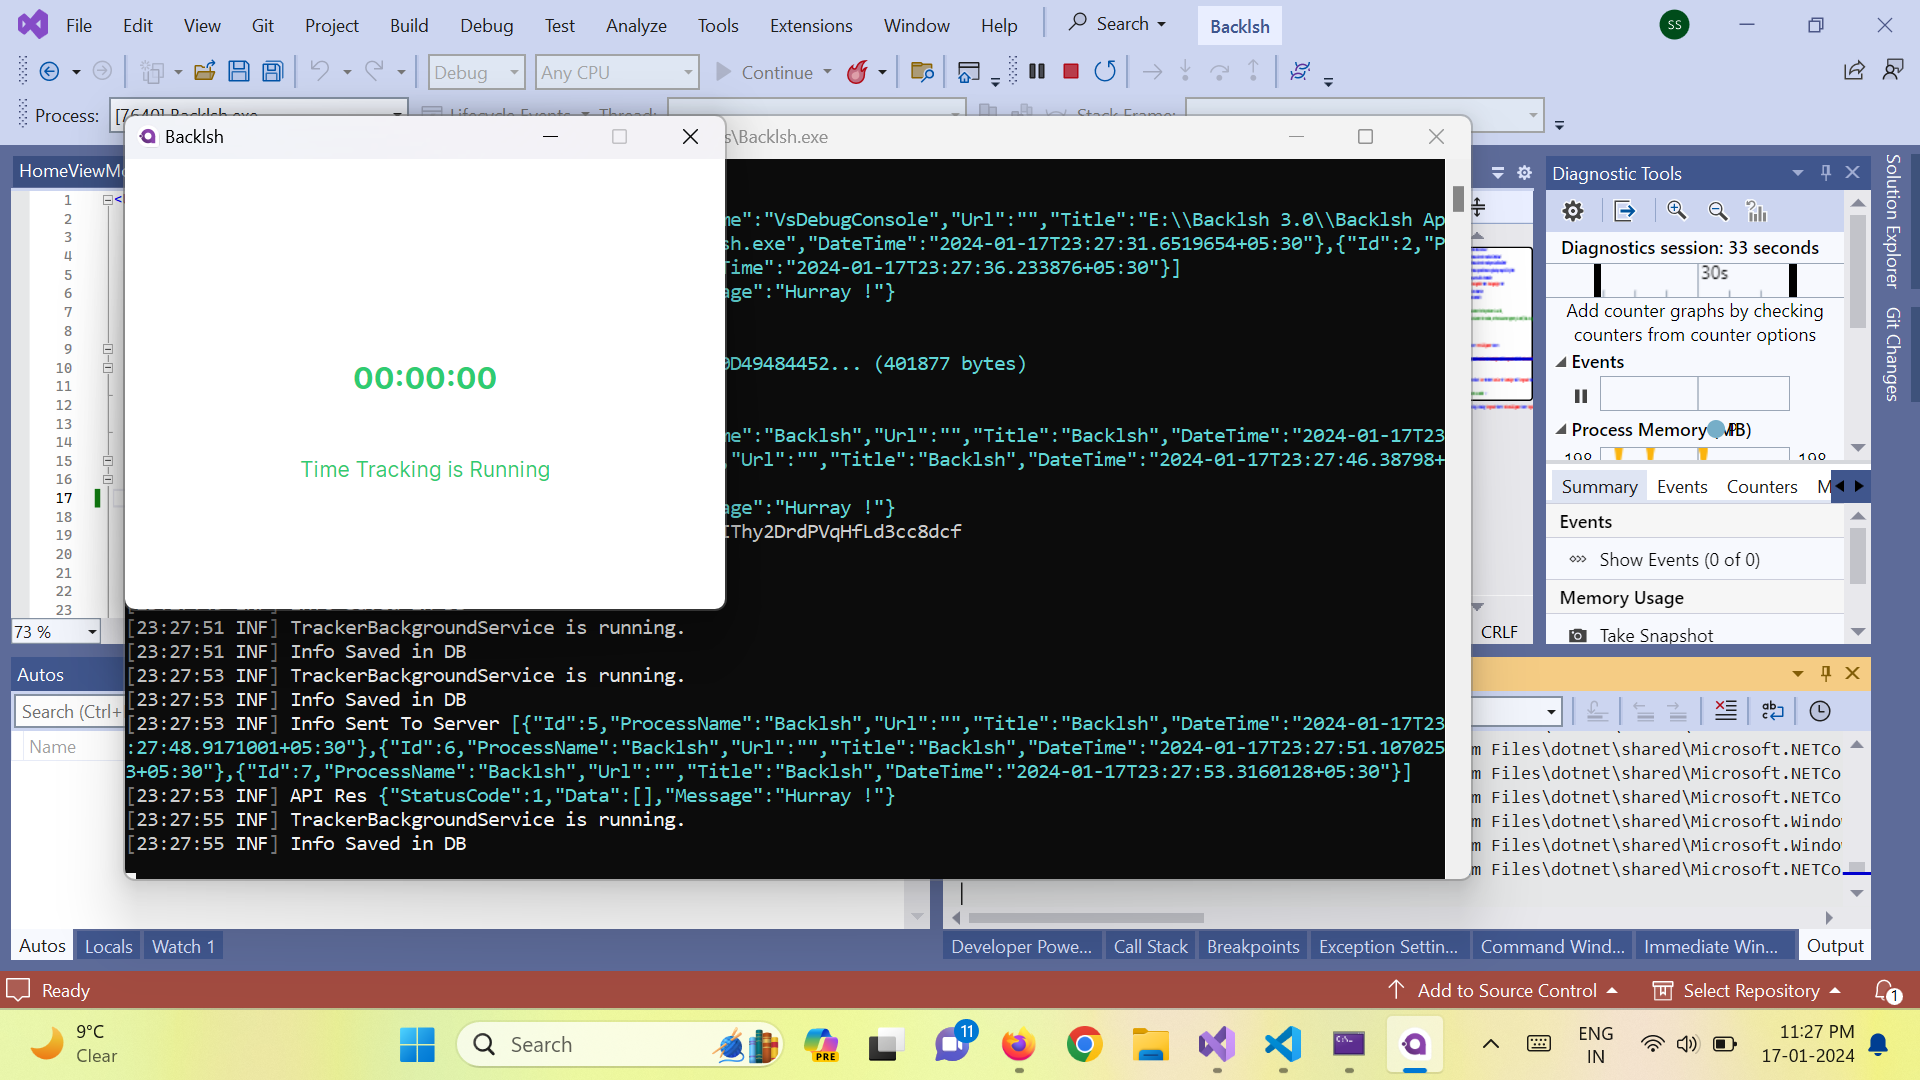 File Edit View Git Project Build Debug Test Analyze Tools Extensions Window Help Search Backlsh SS
Debug Any CPU Continue
Process: [7640] Backlsh.exe Lifecycle Events Thread: Stack Frame:
Backlsh
s\Backlsh.exe
HomeViewMo
1
2
3
4
5
6
7
8
9
10
11
12
13
14
15
16
17
18
19
20
21
22
23
73 %
CRLF
00:00:00
Time Tracking is Running
me":"VsDebugConsole","Url":"","Title":"E:\\Backlsh 3.0\\Backlsh Ap
sh.exe","DateTime":"2024-01-17T23:27:31.6519654+05:30"},{"Id":2,"P
Time":"2024-01-17T23:27:36.233876+05:30"}]
age":"Hurray !"}
0D49484452... (401877 bytes)
me":"Backlsh","Url":"","Title":"Backlsh","DateTime":"2024-01-17T23
,"Url":"","Title":"Backlsh","DateTime":"2024-01-17T23:27:46.38798+
age":"Hurray !"}
IThy2DrdPVqHfLd3cc8dcf
[23:27:51 INF] TrackerBackgroundService is running.
[23:27:51 INF] Info Saved in DB
[23:27:53 INF] TrackerBackgroundService is running.
[23:27:53 INF] Info Saved in DB
[23:27:53 INF] Info Sent To Server [{"Id":5,"ProcessName":"Backlsh","Url":"","Title":"Backlsh","DateTime":"2024-01-17T23
:27:48.9171001+05:30"},{"Id":6,"ProcessName":"Backlsh","Url":"","Title":"Backlsh","DateTime":"2024-01-17T23:27:51.107025
3+05:30"},{"Id":7,"ProcessName":"Backlsh","Url":"","Title":"Backlsh","DateTime":"2024-01-17T23:27:53.3160128+05:30"}]
[23:27:53 INF] API Res {"StatusCode":1,"Data":[],"Message":"Hurray !"}
[23:27:55 INF] TrackerBackgroundService is running.
[23:27:55 INF] Info Saved in DB
Diagnostic Tools
Diagnostics session: 33 seconds
30s
Add counter graphs by checking
counters from counter options
Events
Process Memory (MB)
198 198
Summary Events Counters M
Events
Show Events (0 of 0)
Memory Usage
Take Snapshot
Solution Explorer
Git Changes
Autos
Search (Ctrl+
Name
m Files\dotnet\shared\Microsoft.NETCo
m Files\dotnet\shared\Microsoft.NETCo
m Files\dotnet\shared\Microsoft.NETCo
m Files\dotnet\shared\Microsoft.Windo
m Files\dotnet\shared\Microsoft.Windo
m Files\dotnet\shared\Microsoft.NETCo
Autos Locals Watch 1
Developer Powe... Call Stack Breakpoints Exception Settin... Command Wind... Immediate Win... Output
Ready Add to Source Control Select Repository 1
9°C
Clear
Search
PRE
11
ENG
IN
11:27 PM
17-01-2024